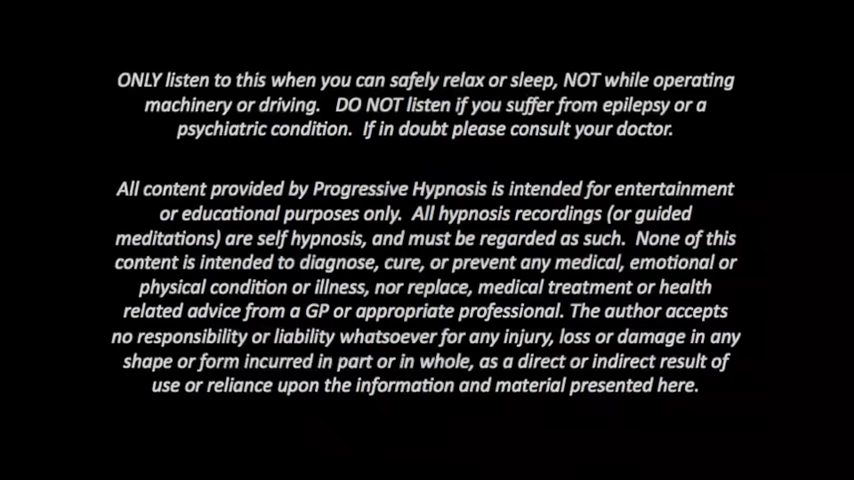 ONLY listen to this when you can safely relax or sleep, NOT while operating
machinery or driving.   DO NOT listen if you suffer from epilepsy or a
psychiatric condition.  If in doubt please consult your doctor.
All content provided by Progressive Hypnosis is intended for entertainment
or educational purposes only.  All hypnosis recordings (or guided
meditations) are self hypnosis, and must be regarded as such.  None of this
content is intended to diagnose, cure, or prevent any medical, emotional or
physical condition or illness, nor replace, medical treatment or health
related advice from a GP or appropriate professional. The author accepts
no responsibility or liability whatsoever for any injury, loss or damage in any
shape or form incurred in part or in whole, as a direct or indirect result of
use or reliance upon the information and material presented here.